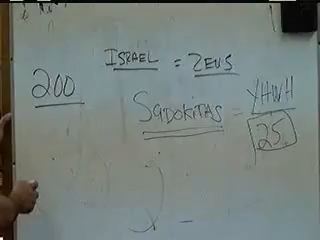 ISRAEL = ZEUS
200
SADOKITAS = YHWH
25